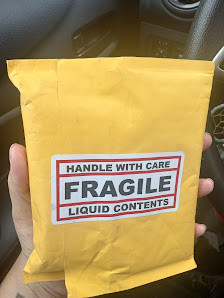 HANDLE WITH CARE
FRAGILE
LIQUID CONTENTS